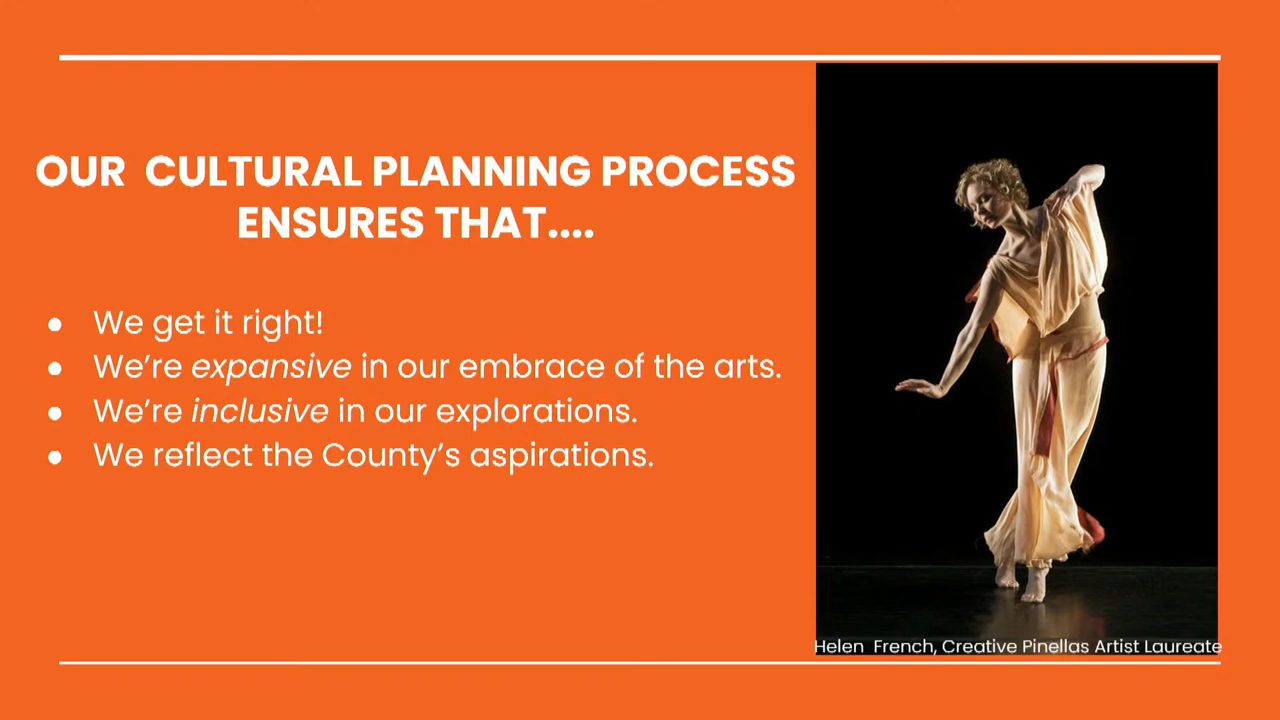 OUR  CULTURAL PLANNING PROCESS
ENSURES THAT....
● We get it right!
● We’re expansive in our embrace of the arts.
● We’re inclusive in our explorations.
● We reflect the County’s aspirations.
Helen  French, Creative Pinellas Artist Laureate